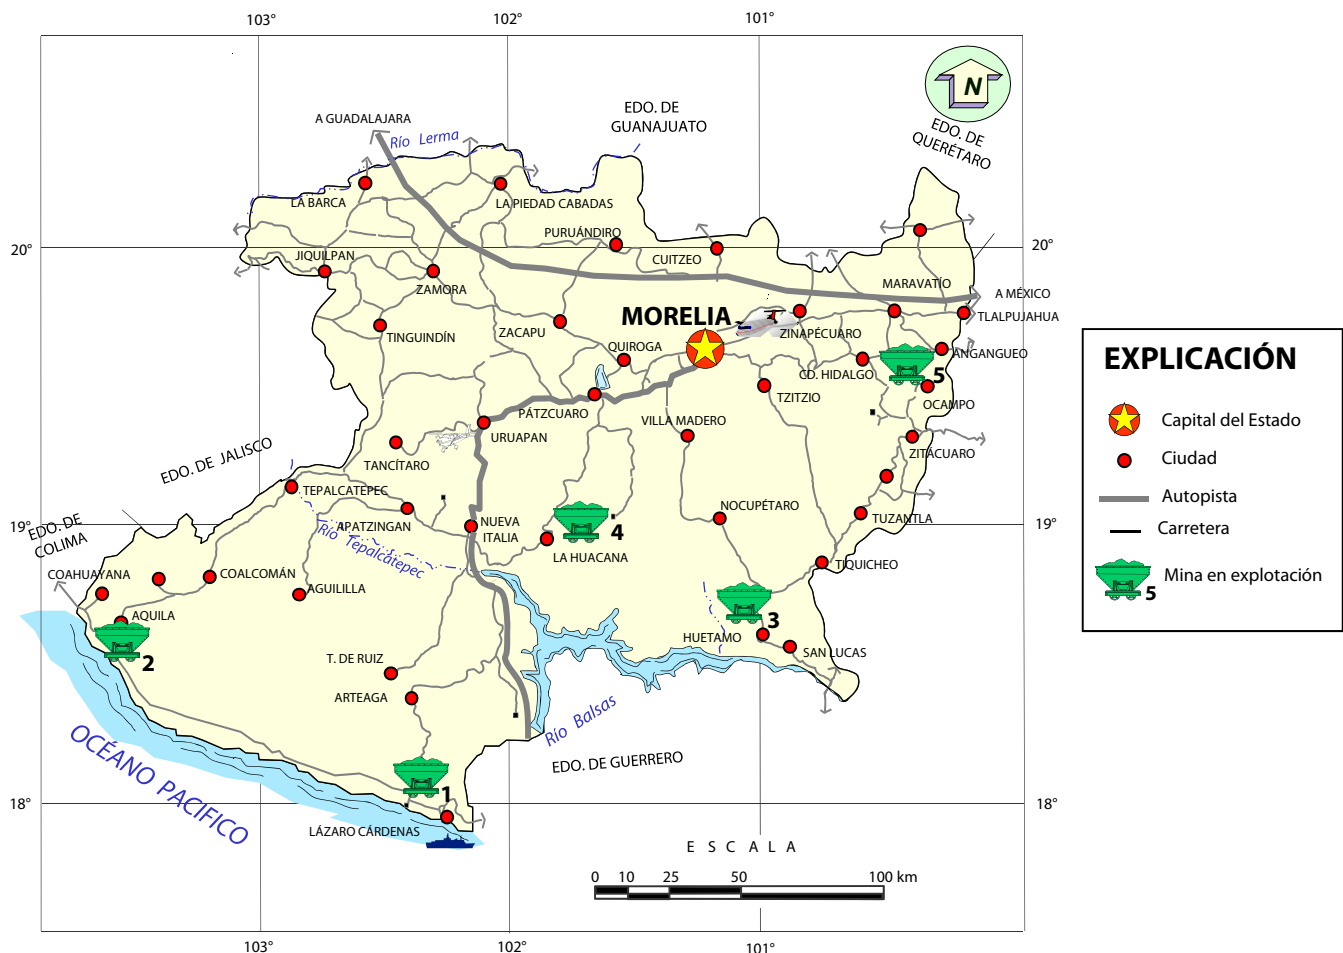 103°
102°
101°
N
A GUADALAJARA
Río Lerma
EDO. DE
GUANAJUATO
EDO. DE
QUERÉTARO
LA BARCA
LA PIEDAD CABADAS
PURUÁNDIRO
CUITZEO
20°
20°
JIQUILPAN
ZAMORA
MARAVATÍO
A MÉXICO
TLALPUJAHUA
MORELIA
TINGUINDÍN
ZACAPU
ZINAPÉCUARO
QUIROGA
ANGANGUEO
CD. HIDALGO
5
TZITZIO
OCAMPO
PÁTZCUARO
VILLA MADERO
URUAPAN
ZITÁCUARO
TANCÍTARO
EDO. DE JALISCO
TEPALCATEPEC
NOCUPÉTARO
TUZANTLA
APATZINGAN
NUEVA
ITALIA
4
19°
19°
EDO. DE
COLIMA
Río Tepalcatepec
LA HUACANA
TIQUICHEO
COAHUAYANA
COALCOMÁN
AGUILILLA
AQUILA
3
HUETAMO
SAN LUCAS
2
T. DE RUIZ
ARTEAGA
Río Balsas
OCÉANO PACIFICO
EDO. DE GUERRERO
1
18°
18°
LÁZARO CÁRDENAS
E S C A L A
0 10 25 50 100 km
103°
102°
101°
EXPLICACIÓN
Capital del Estado
Ciudad
Autopista
Carretera
Mina en explotación
5